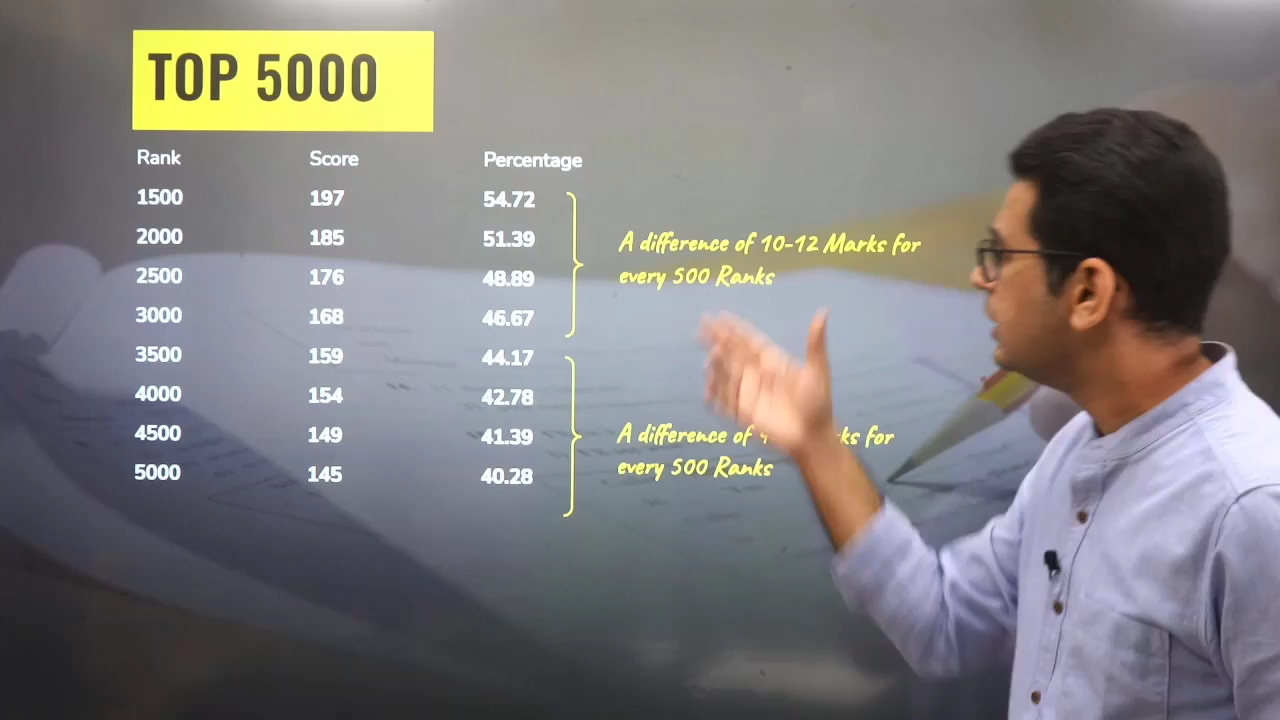 TOP 5000
Rank Score Percentage
1500 197 54.72
2000 185 51.39
2500 176 48.89
3000 168 46.67
3500 159 44.17
4000 154 42.78
4500 149 41.39
5000 145 40.28
A difference of 10-12 Marks for
every 500 Ranks
A difference of for
every 500 Ranks